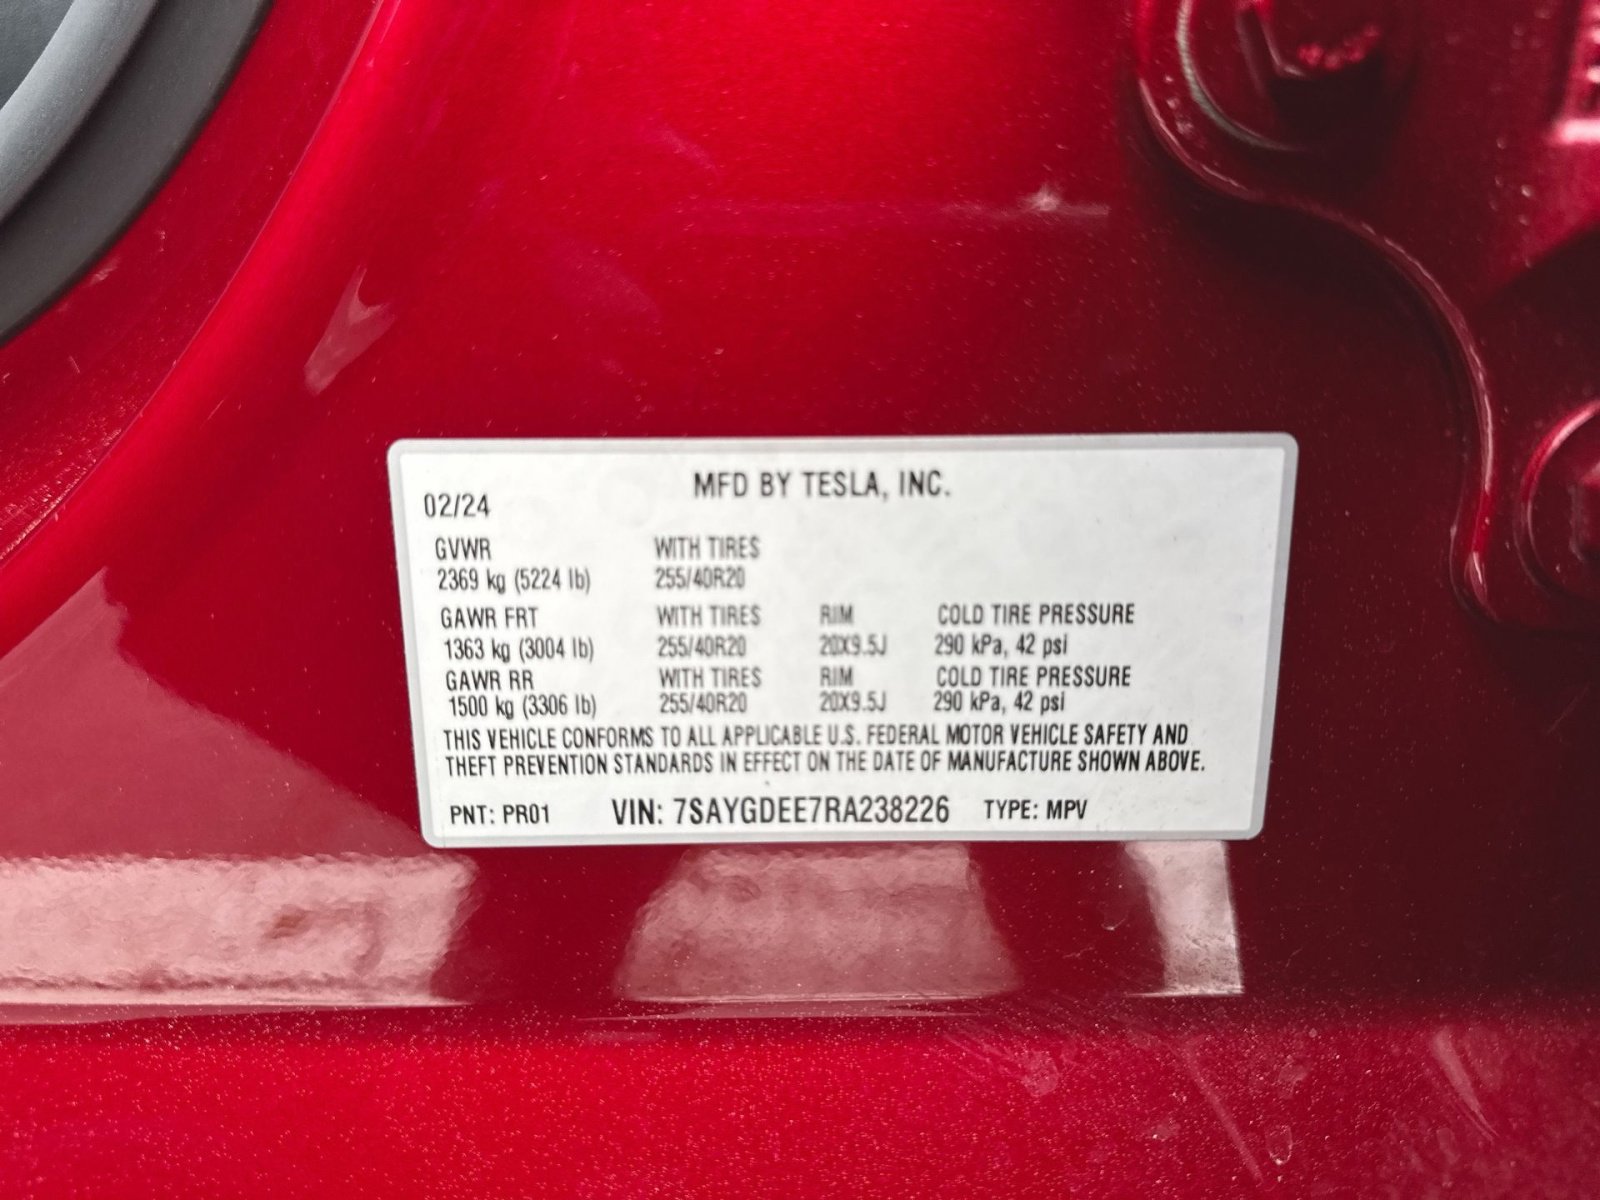 MFD BY TESLA, INC.
02/24
GVWR WITH TIRES
2369 kg (5224 lb) 255/40R20
GAWR FRT WITH TIRES RIM COLD TIRE PRESSURE
1363 kg (3004 lb) 255/40R20 20X9.5J 290 kPa, 42 psi
GAWR RR WITH TIRES RIM COLD TIRE PRESSURE
1500 kg (3306 lb) 255/40R20 20X9.5J 290 kPa, 42 psi
THIS VEHICLE CONFORMS TO ALL APPLICABLE U.S. FEDERAL MOTOR VEHICLE SAFETY AND
THEFT PREVENTION STANDARDS IN EFFECT ON THE DATE OF MANUFACTURE SHOWN ABOVE.
PNT: PR01 VIN: 7SAYGDEE7RA238226 TYPE: MPV